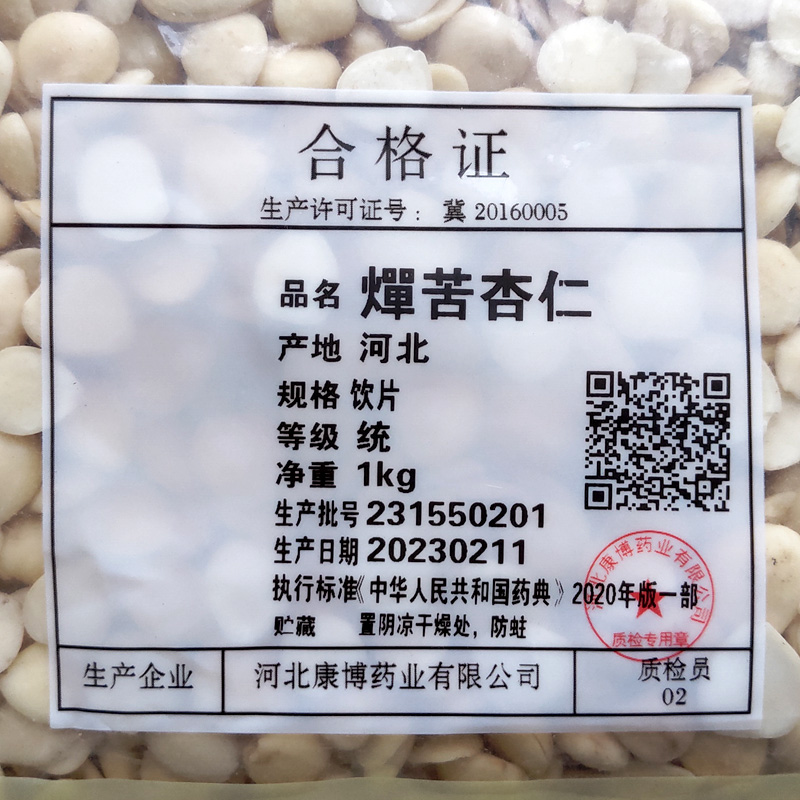 合格证
生产许可证号：冀 20160005
品名 燀苦杏仁
产地 河北
规格 饮片
等级 统
净重 1kg
生产批号 231550201
生产日期 20230211
执行标准《中华人民共和国药典》2020年版一部
贮藏 置阴凉干燥处，防蛀
河北康博药业有限公司
质检专用章
生产企业 河北康博药业有限公司 质检员
02